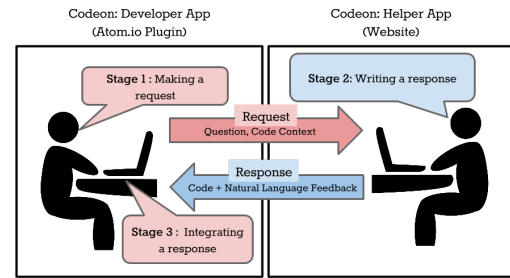 Codeon: Developer App
(Atom.io Plugin)
Codeon: Helper App
(Website)
Stage 1 : Making a
request
Stage 2: Writing a response
Request
Question, Code Context
Response
Code + Natural Language Feedback
Stage 3 : Integrating
a response